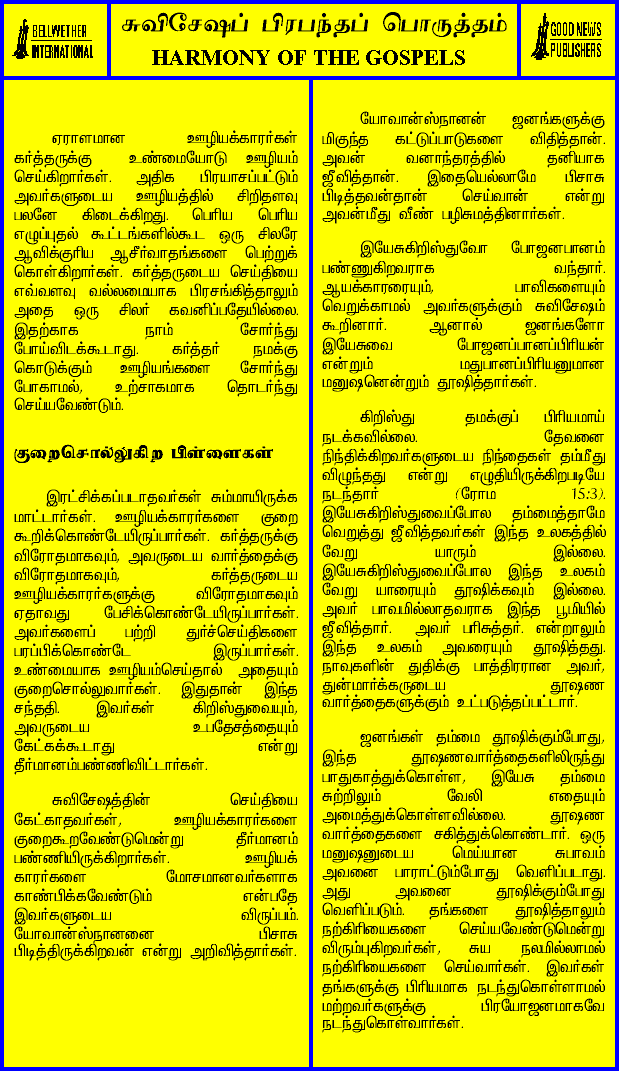 BELLWETHER
INTERNATIONAL
சுவிசேஷப் பிரபந்தப் பொருத்தம்
HARMONY OF THE GOSPELS
GOOD NEWS
PUBLISHERS
ஏராளமான ஊழியக்காரர்கள்
கர்த்தருக்கு உண்மையோடு ஊழியம்
செய்கிறார்கள். அதிக பிரயாசப்பட்டும்
அவர்களுடைய ஊழியத்தில் சிறிதளவு
பலனே கிடைக்கிறது. பெரிய பெரிய
எழுப்புதல் கூட்டங்களில்கூட ஒரு சிலரே
ஆவிக்குரிய ஆசீர்வாதங்களை பெற்றுக்
கொள்கிறார்கள். கர்த்தருடைய செய்தியை
எவ்வளவு வல்லமையாக பிரசங்கித்தாலும்
அதை ஒரு சிலர் கவனிப்பதேயில்லை.
இதற்காக நாம் சோர்ந்து
போய்விடக்கூடாது. கர்த்தர் நமக்கு
கொடுக்கும் ஊழியங்களை சோர்ந்து
போகாமல், உற்சாகமாக தொடர்ந்து
செய்யவேண்டும்.
குறைசொல்லுகிற பிள்ளைகள்
இரட்சிக்கப்படாதவர்கள் சும்மாயிருக்க
மாட்டார்கள். ஊழியக்காரர்களை குறை
கூறிக்கொண்டேயிருப்பார்கள். கர்த்தருக்கு
விரோதமாகவும், அவருடைய வார்த்தைக்கு
விரோதமாகவும், கர்த்தருடைய
ஊழியக்காரர்களுக்கு விரோதமாகவும்
ஏதாவது பேசிக்கொண்டேயிருப்பார்கள்.
அவர்களைப் பற்றி துர்ச்செய்திகளை
பரப்பிக்கொண்டே இருப்பார்கள்.
உண்மையாக ஊழியம்செய்தால் அதையும்
குறைசொல்லுவார்கள். இதுதான் இந்த
சந்ததி. இவர்கள் கிறிஸ்துவையும்,
அவருடைய உபதேசத்தையும்
கேட்கக்கூடாது என்று
தீர்மானம்பண்ணிவிட்டார்கள்.
சுவிசேஷத்தின் செய்தியை
கேட்காதவர்கள், ஊழியக்காரர்களை
குறைகூறவேண்டுமென்று தீர்மானம்
பண்ணியிருக்கிறார்கள். ஊழியக்
காரர்களை மோசமானவர்களாக
காண்பிக்கவேண்டும் என்பதே
இவர்களுடைய விருப்பம்.
யோவான்ஸ்நானனை பிசாசு
பிடித்திருக்கிறவன் என்று அறிவித்தார்கள்.
யோவான்ஸ்நானன் ஜனங்களுக்கு
மிகுந்த கட்டுப்பாடுகளை விதித்தான்.
அவன் வனாந்தரத்தில் தனியாக
ஜீவித்தான். இதையெல்லாமே பிசாசு
பிடித்தவன்தான் செய்வான் என்று
அவன்மீது வீண் பழிசுமத்தினார்கள்.
இயேசுகிறிஸ்துவோ போஜனபானம்
பண்ணுகிறவராக வந்தார்.
ஆயக்காரரையும், பாவிகளையும்
வெறுக்காமல் அவர்களுக்கும் சுவிசேஷம்
கூறினார். ஆனால் ஜனங்களோ
இயேசுவை போஜனப்பானப்பிரியன்
என்றும் மதுபானப்பிரியனுமான
மனுஷனென்றும் தூஷித்தார்கள்.
கிறிஸ்து தமக்குப் பிரியமாய்
நடக்கவில்லை. தேவனை
நிந்திக்கிறவர்களுடைய நிந்தைகள் தம்மீது
விழுந்தது என்று எழுதியிருக்கிறபடியே
நடந்தார் (ரோம 15:3).
இயேசுகிறிஸ்துவைப்போல தம்மைத்தாமே
வெறுத்து ஜீவித்தவர்கள் இந்த உலகத்தில்
வேறு யாரும் இல்லை.
இயேசுகிறிஸ்துவைப்போல இந்த உலகம்
வேறு யாரையும் தூஷிக்கவும் இல்லை.
அவர் பாவமில்லாதவராக இந்த பூமியில்
ஜீவித்தார். அவர் பரிசுத்தர். என்றாலும்
இந்த உலகம் அவரையும் தூஷித்தது.
நாவுகளின் துதிக்கு பாத்திரரான அவர்,
துன்மார்க்கருடைய தூஷண
வார்த்தைகளுக்கும் உட்படுத்தப்பட்டார்.
ஜனங்கள் தம்மை தூஷிக்கும்போது,
இந்த தூஷணவார்த்தைகளிலிருந்து
பாதுகாத்துக்கொள்ள, இயேசு தம்மை
சுற்றிலும் வேலி எதையும்
அமைத்துக்கொள்ளவில்லை. தூஷண
வார்த்தைகளை சகித்துக்கொண்டார். ஒரு
மனுஷனுடைய மெய்யான சுபாவம்
அவனை பாராட்டும்போது வெளிப்படாது.
அது அவனை தூஷிக்கும்போது
வெளிப்படும். தங்களை தூஷித்தாலும்
நற்கிரியைகளை செய்யவேண்டுமென்று
விரும்புகிறவர்கள், சுய நலமில்லாமல்
நற்கிரியைகளை செய்வார்கள். இவர்கள்
தங்களுக்கு பிரியமாக நடந்துகொள்ளாமல்
மற்றவர்களுக்கு பிரயோஜனமாகவே
நடந்துகொள்வார்கள்.